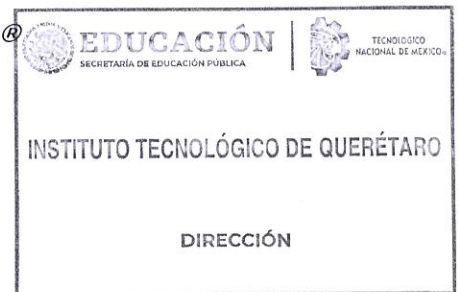 ®
EDUCACIÓN
SECRETARÍA DE EDUCACIÓN PÚBLICA
TECNOLÓGICO
NACIONAL DE MÉXICO®
INSTITUTO TECNOLÓGICO DE QUERÉTARO
DIRECCIÓN